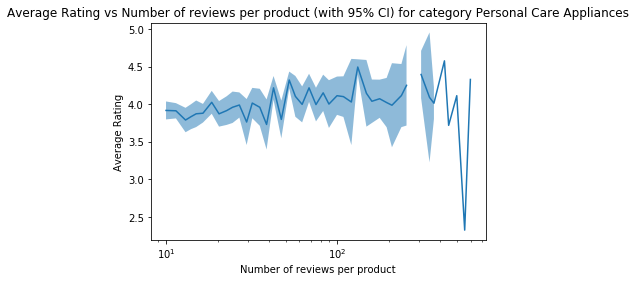 Average Rating vs Number of reviews per product (with 95% CI) for category Personal Care Appliances
5.0
4.5
4.0
3.5
3.0
2.5
Average Rating
10¹ 10²
Number of reviews per product